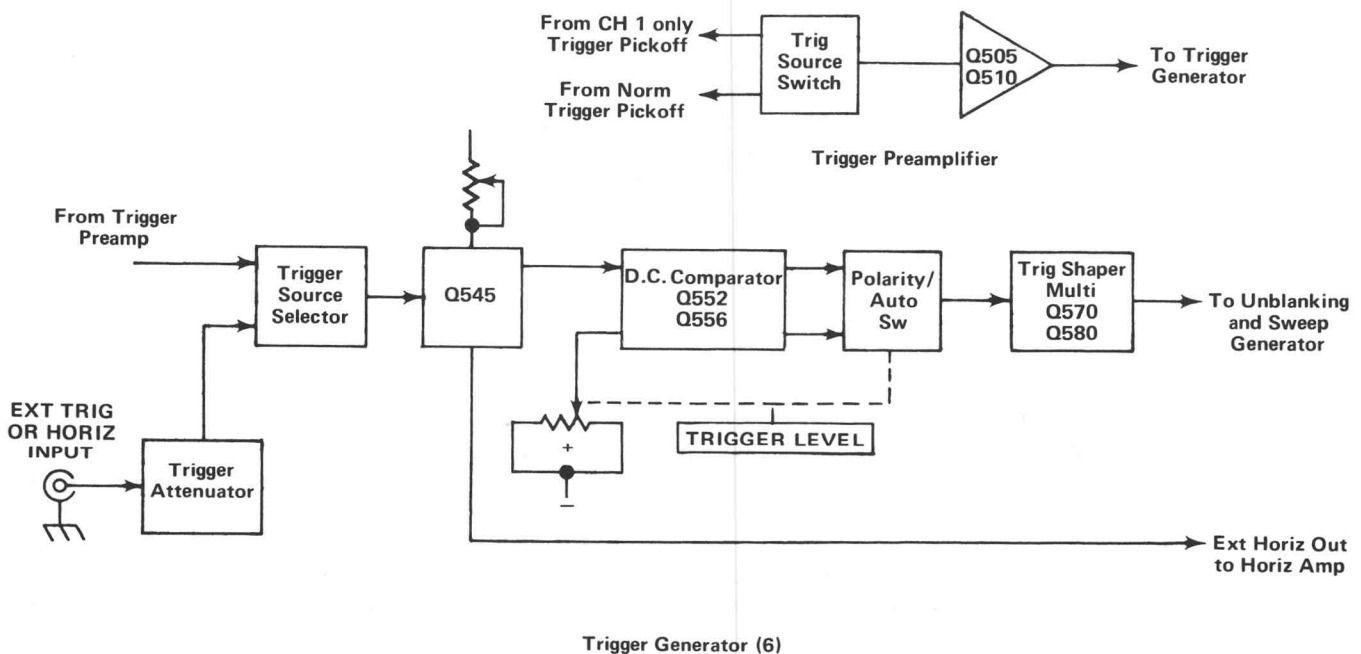 From CH 1 only
Trigger Pickoff
From Norm
Trigger Pickoff
Trig
Source
Switch
Q505
Q510
To Trigger
Generator
Trigger Preamplifier
From Trigger
Preamp
Trigger
Source
Selector
Q545
D.C. Comparator
Q552
Q556
Polarity/
Auto
Sw
Trig Shaper
Multi
Q570
Q580
To Unblanking
and Sweep
Generator
+
−
TRIGGER LEVEL
EXT TRIG
OR HORIZ
INPUT
Trigger
Attenuator
Ext Horiz Out
to Horiz Amp
Trigger Generator (6)